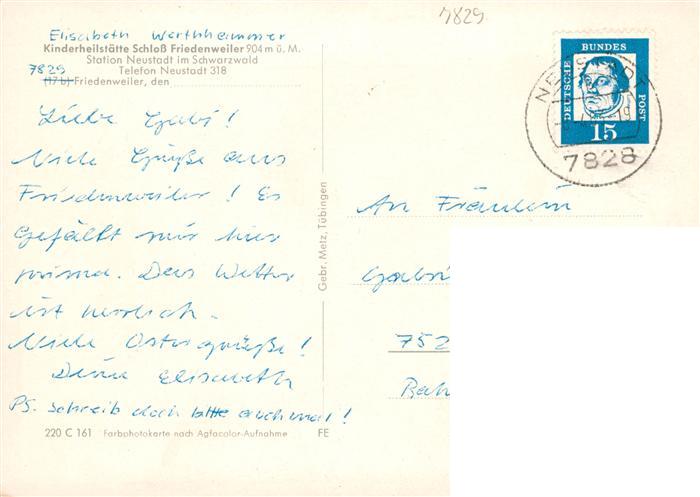 7829
Elisabeth Werthheimer
Kinderheilstätte Schloß Friedenweiler 904 m ü. M.
Station Neustadt im Schwarzwald
Telefon Neustadt 318
7829
(17b) Friedenweiler, den
Liebe Gabi!
Viele Grüße aus
Friedenweiler! Es
Gefällt mir hier
prima. Das Wetter
ist herrlich.
Viele Ostergrüße!
Deine Elisabeth
PS. Schreib doch bitte auch mal!
220 C 161 Farbphotokarte nach Agfacolor-Aufnahme FE
Gebr. Metz, Tübingen
DEUTSCHE BUNDES POST
15
7828
An Fräulein
Gabri
752